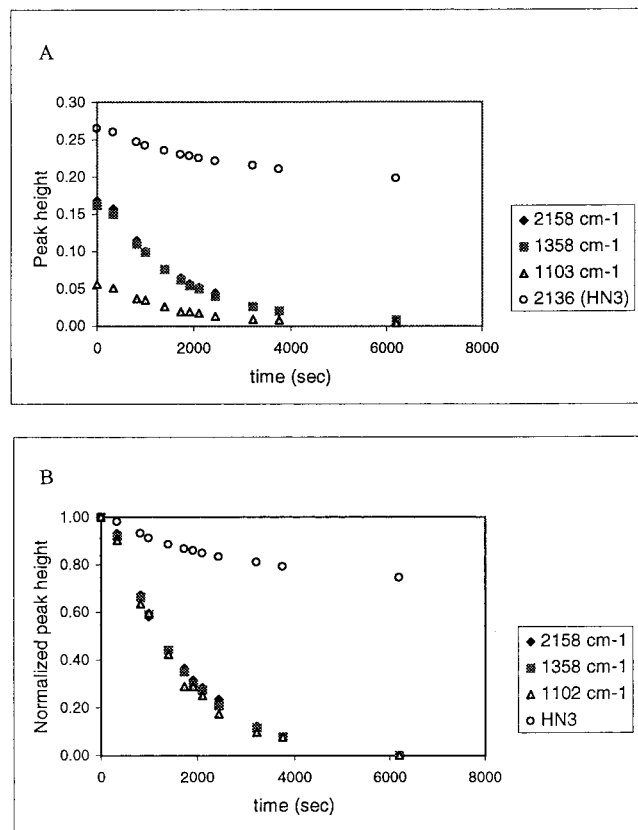 A
0.30
0.25
0.20
0.15
0.10
0.05
0.00
Peak height
0 2000 4000 6000 8000
time (sec)
2158 cm-1
1358 cm-1
1103 cm-1
2136 (HN3)
B
1.00
0.80
0.60
0.40
0.20
0.00
Normalized peak height
0 2000 4000 6000 8000
time (sec)
2158 cm-1
1358 cm-1
1102 cm-1
HN3